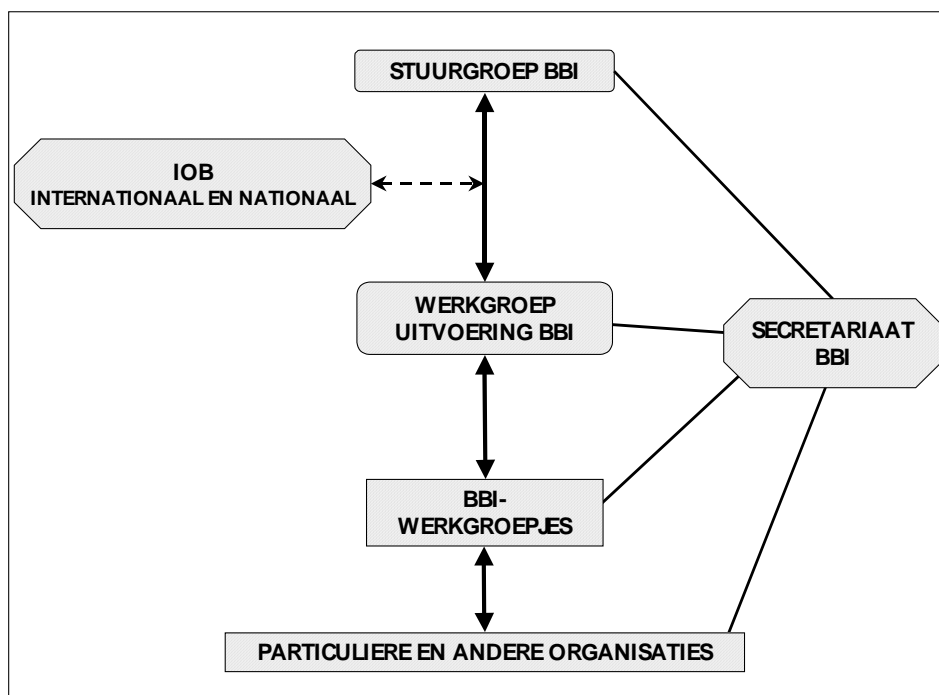 STUURGROEP BBI
IOB
INTERNATIONAAL EN NATIONAAL
WERKGROEP
UITVOERING BBI
SECRETARIAAT
BBI
BBI-
WERKGROEPJES
PARTICULIERE EN ANDERE ORGANISATIES